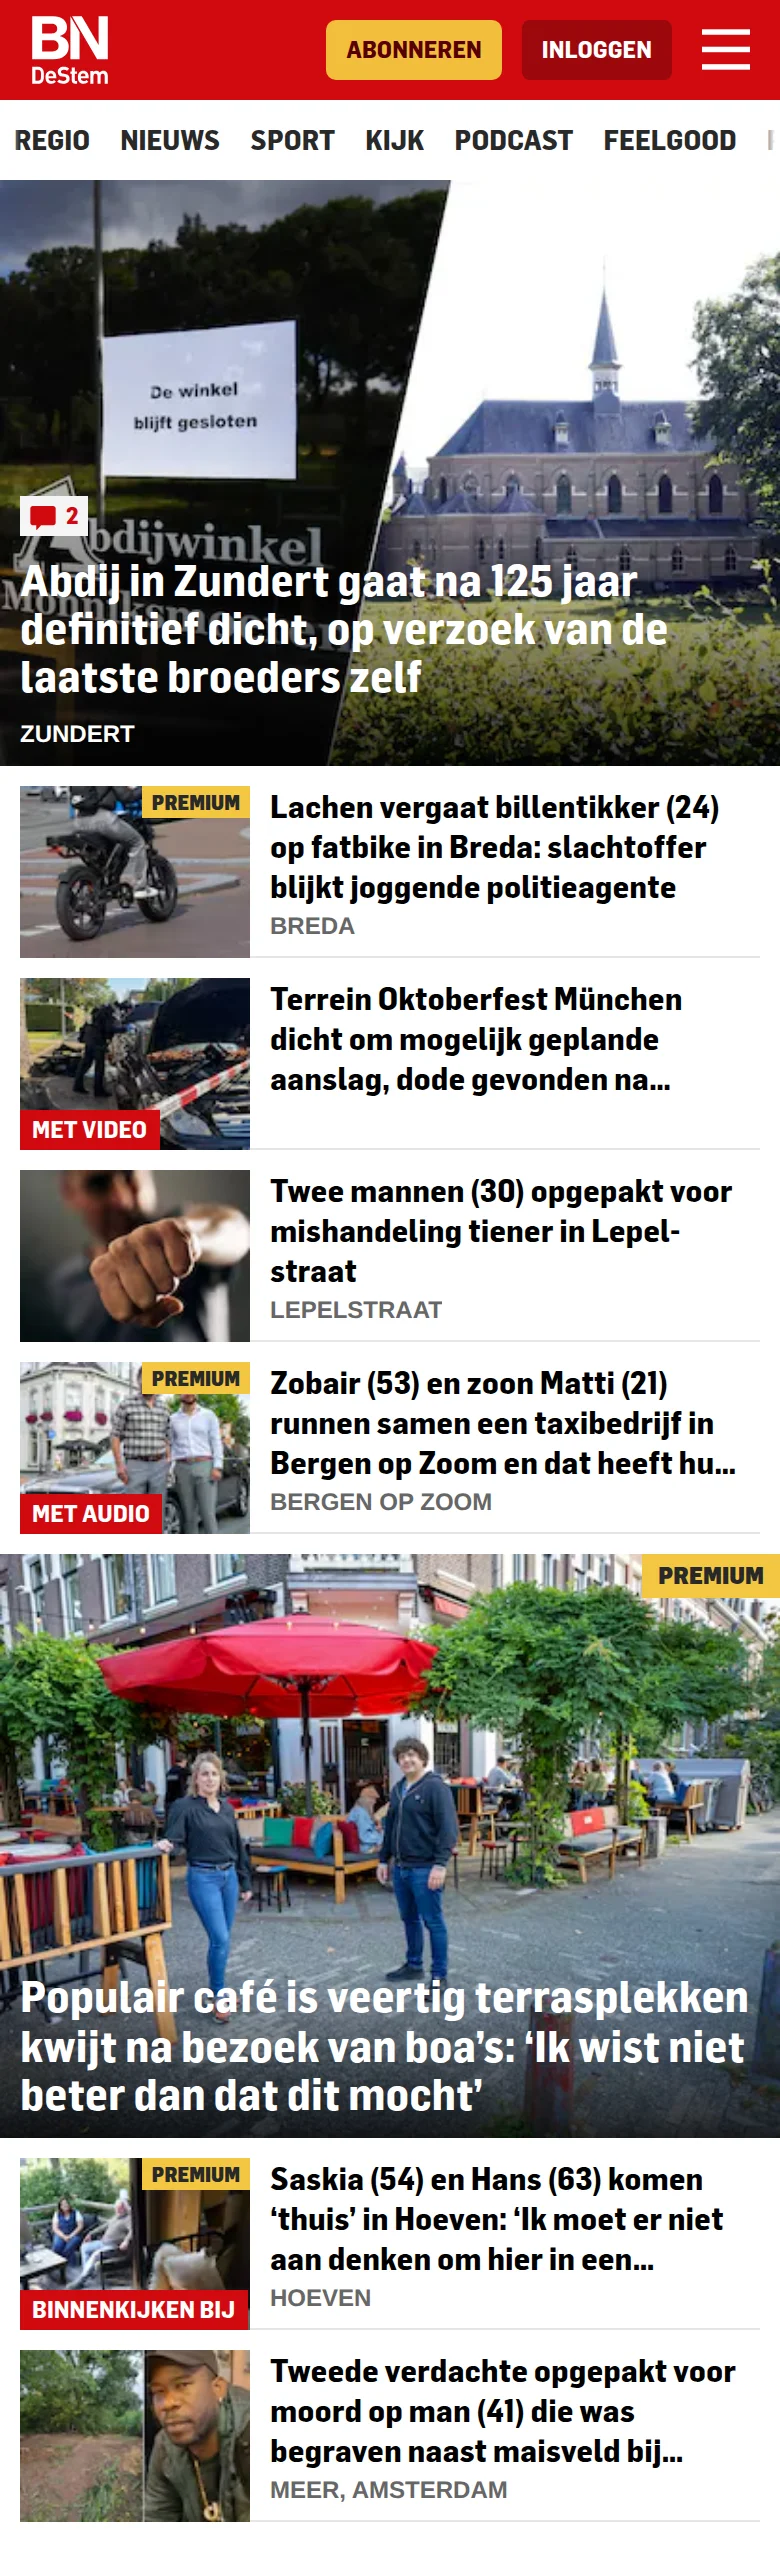 BN
DeStem
ABONNEREN
INLOGGEN
REGIO NIEUWS SPORT KIJK PODCAST FEELGOOD
De winkel
blijft gesloten
2
Abdijwinkel
Abdij in Zundert gaat na 125 jaar
definitief dicht, op verzoek van de
laatste broeders zelf
ZUNDERT
PREMIUM
Lachen vergaat billentikker (24)
op fatbike in Breda: slachtoffer
blijkt joggende politieagente
BREDA
MET VIDEO
Terrein Oktoberfest München
dicht om mogelijk geplande
aanslag, dode gevonden na...
Twee mannen (30) opgepakt voor
mishandeling tiener in Lepel-
straat
LEPELSTRAAT
PREMIUM
MET AUDIO
Zobair (53) en zoon Matti (21)
runnen samen een taxibedrijf in
Bergen op Zoom en dat heeft hu...
BERGEN OP ZOOM
PREMIUM
Populair café is veertig terrasplekken
kwijt na bezoek van boa’s: ‘Ik wist niet
beter dan dat dit mocht’
PREMIUM
BINNENKIJKEN BIJ
Saskia (54) en Hans (63) komen
‘thuis’ in Hoeven: ‘Ik moet er niet
aan denken om hier in een...
HOEVEN
Tweede verdachte opgepakt voor
moord op man (41) die was
begraven naast maisveld bij...
MEER, AMSTERDAM